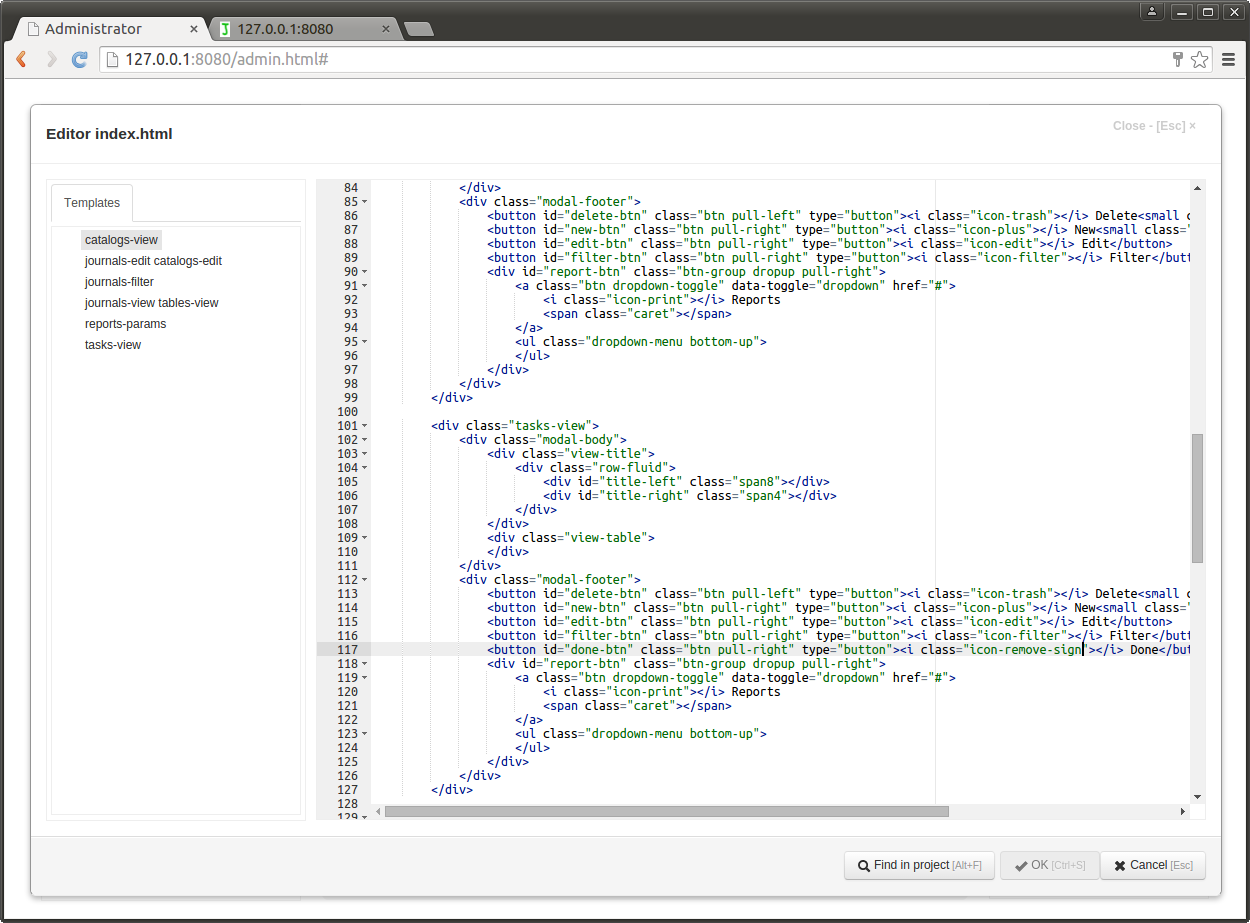 Administrator × 127.0.0.1:8080 ×
127.0.0.1:8080/admin.html#
Editor index.html
Close - [Esc] ×
Templates
catalogs-view
journals-edit catalogs-edit
journals-filter
journals-view tables-view
reports-params
tasks-view
84 </div>
85 <div class="modal-footer">
86 <button id="delete-btn" class="btn pull-left" type="button"><i class="icon-trash"></i> Delete<small c
87 <button id="new-btn" class="btn pull-right" type="button"><i class="icon-plus"></i> New<small class="
88 <button id="edit-btn" class="btn pull-right" type="button"><i class="icon-edit"></i> Edit</button>
89 <button id="filter-btn" class="btn pull-right" type="button"><i class="icon-filter"></i> Filter</butt
90 <div id="report-btn" class="btn-group dropup pull-right">
91 <a class="btn dropdown-toggle" data-toggle="dropdown" href="#">
92 <i class="icon-print"></i> Reports
93 <span class="caret"></span>
94 </a>
95 <ul class="dropdown-menu bottom-up">
96 </ul>
97 </div>
98 </div>
99 </div>
100
101 <div class="tasks-view">
102 <div class="modal-body">
103 <div class="view-title">
104 <div class="row-fluid">
105 <div id="title-left" class="span8"></div>
106 <div id="title-right" class="span4"></div>
107 </div>
108 </div>
109 <div class="view-table">
110 </div>
111 </div>
112 <div class="modal-footer">
113 <button id="delete-btn" class="btn pull-left" type="button"><i class="icon-trash"></i> Delete<small c
114 <button id="new-btn" class="btn pull-right" type="button"><i class="icon-plus"></i> New<small class="
115 <button id="edit-btn" class="btn pull-right" type="button"><i class="icon-edit"></i> Edit</button>
116 <button id="filter-btn" class="btn pull-right" type="button"><i class="icon-filter"></i> Filter</butt
117 <button id="done-btn" class="btn pull-right" type="button"><i class="icon-remove-sign"></i> Done</but
118 <div id="report-btn" class="btn-group dropup pull-right">
119 <a class="btn dropdown-toggle" data-toggle="dropdown" href="#">
120 <i class="icon-print"></i> Reports
121 <span class="caret"></span>
122 </a>
123 <ul class="dropdown-menu bottom-up">
124 </ul>
125 </div>
126 </div>
127 </div>
128
129
Find in project [Alt+F] OK [Ctrl+S] Cancel [Esc]